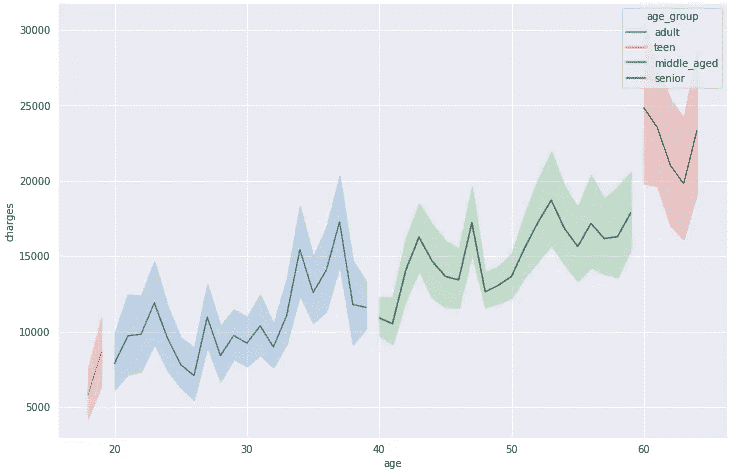 30000
25000
20000
15000
10000
5000
charges
20
30
40
50
60
age
age_group
adult
teen
middle_aged
senior